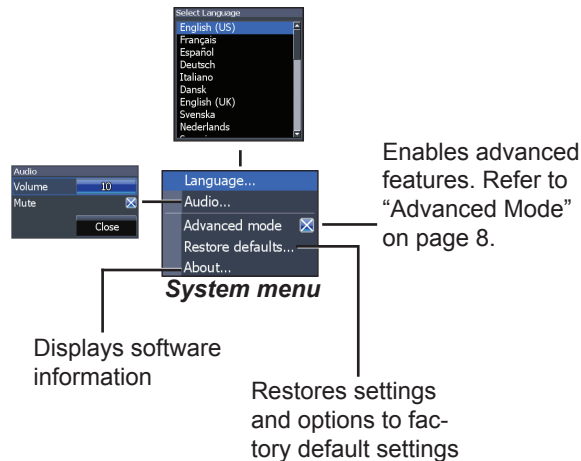 Select Language
English (US)
Français
Español
Deutsch
Italiano
Dansk
English (UK)
Svenska
Nederlands
Audio
Volume 10
Mute
Close
Language...
Audio...
Advanced mode
Restore defaults...
About...
System menu
Enables advanced
features. Refer to
“Advanced Mode”
on page 8.
Displays software
information
Restores settings
and options to fac-
tory default settings